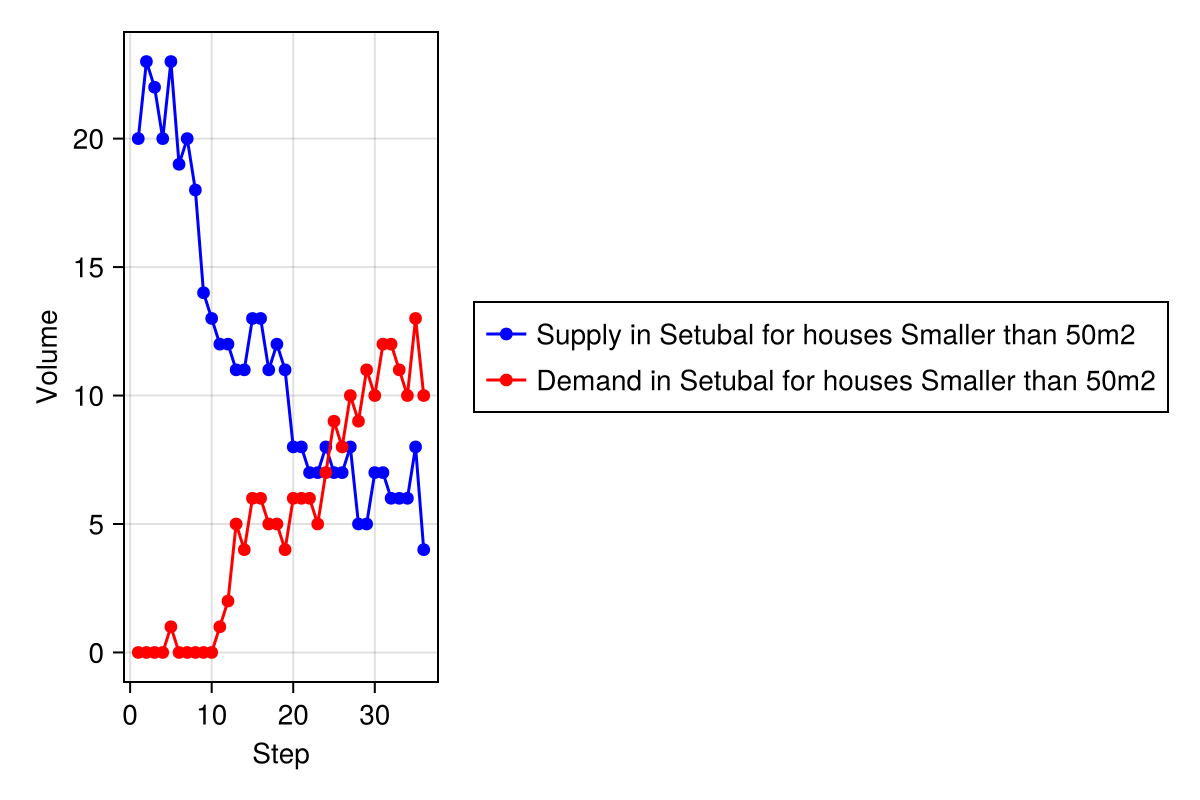 Volume
20
15
10
5
0
0 10 20 30
Step
Supply in Setubal for houses Smaller than 50m2
Demand in Setubal for houses Smaller than 50m2